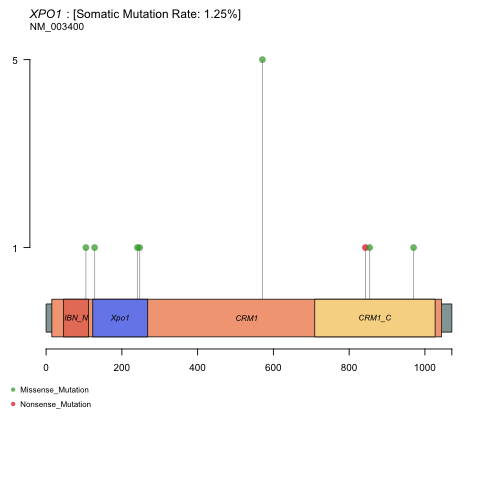 XPO1 : [Somatic Mutation Rate: 1.25%]
NM_003400
5
1
IBN_N Xpo1 CRM1 CRM1_C
0 200 400 600 800 1000
Missense_Mutation
Nonsense_Mutation